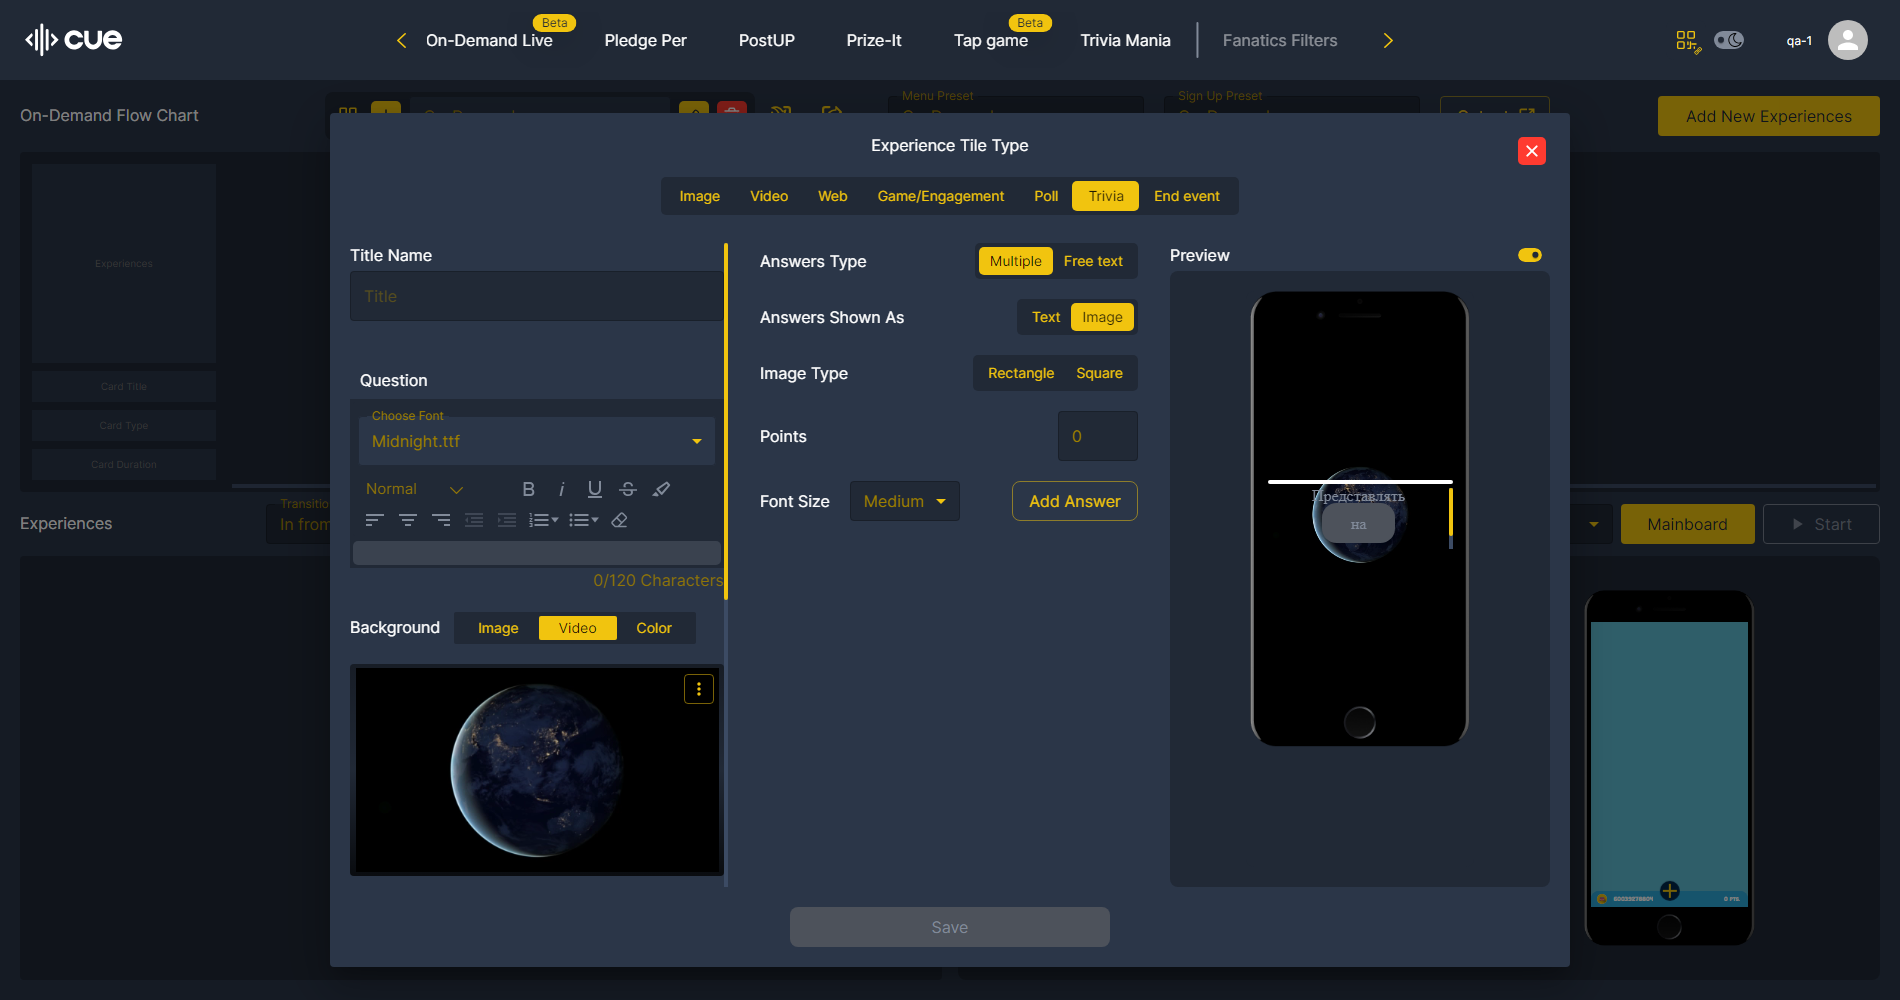 cue
On-Demand Live
Beta
Pledge Per
PostUP
Prize-It
Tap game
Beta
Trivia Mania
Fanatics Filters
qa-1
On-Demand Flow Chart
Menu Preset
Sign Up Preset
Add New Experiences
Experience Tile Type
Image
Video
Web
Game/Engagement
Poll
Trivia
End event
Experiences
Card Title
Card Type
Card Duration
Title Name
Title
Question
Choose Font
Midnight.ttf
Normal
0/120 Characters
Background
Image
Video
Color
Answers Type
Multiple
Free text
Answers Shown As
Text
Image
Image Type
Rectangle
Square
Points
0
Font Size
Medium
Add Answer
Preview
Представлять
на
Experiences
Transitio
In from
Mainboard
Start
0 PTS.
Save